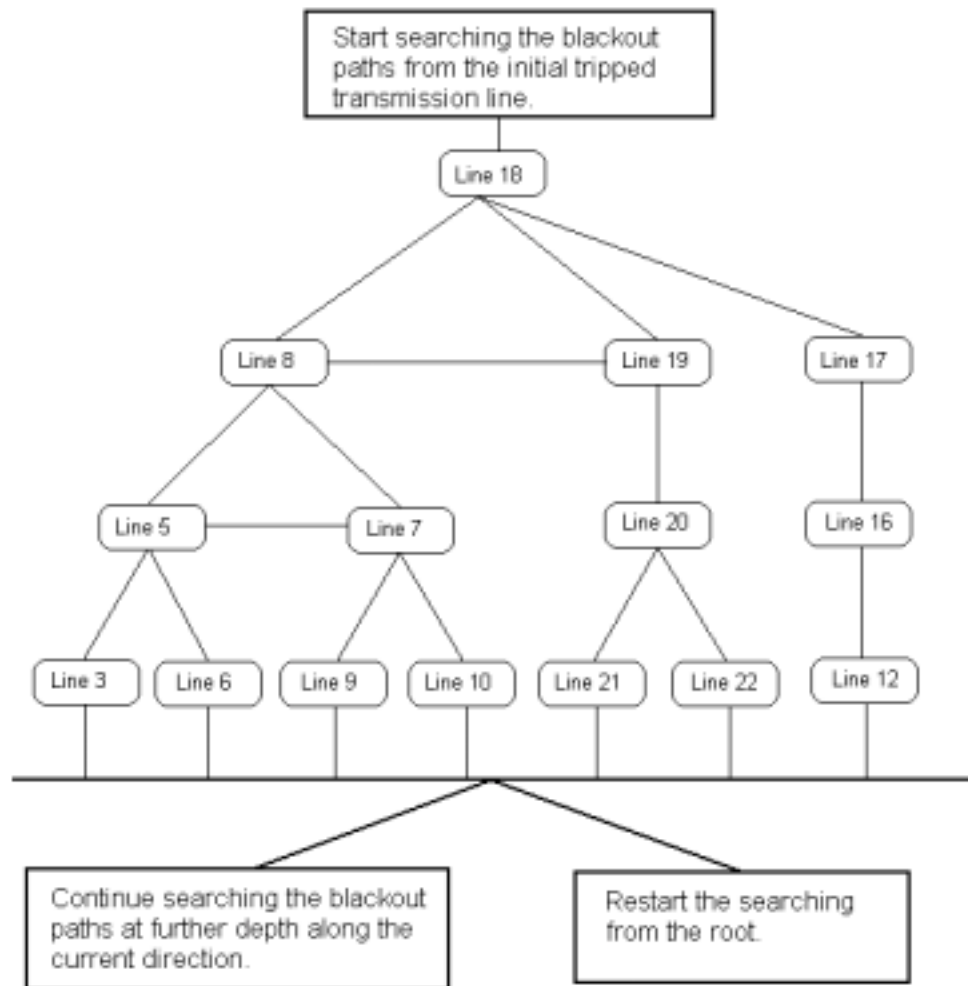 Start searching the blackout
paths from the initial tripped
transmission line.
Line 18
Line 8
Line 19
Line 17
Line 5
Line 7
Line 20
Line 16
Line 3
Line 6
Line 9
Line 10
Line 21
Line 22
Line 12
Continue searching the blackout
paths at further depth along the
current direction.
Restart the searching
from the root.